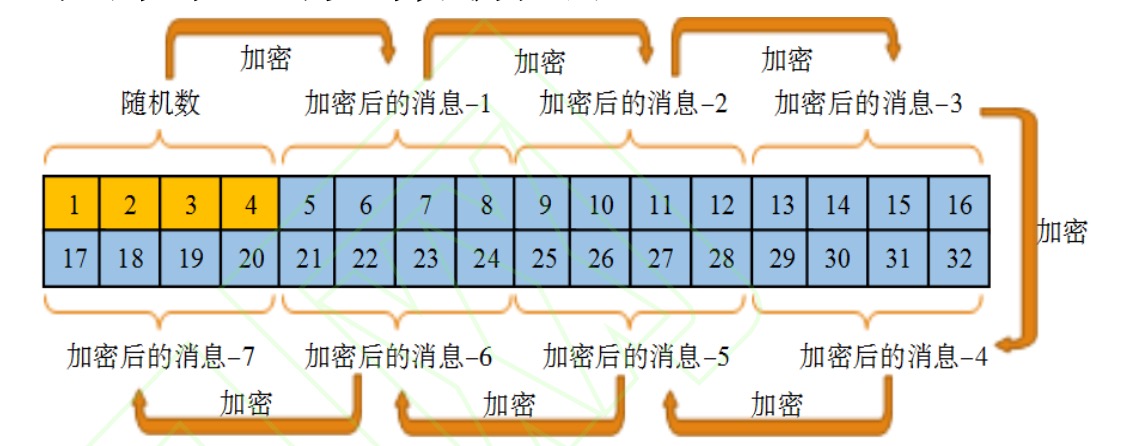 加密 加密 加密
随机数 加密后的消息-1 加密后的消息-2 加密后的消息-3
1 2 3 4 5 6 7 8 9 10 11 12 13 14 15 16
加密
17 18 19 20 21 22 23 24 25 26 27 28 29 30 31 32
加密后的消息-7 加密后的消息-6 加密后的消息-5 加密后的消息-4
加密 加密 加密